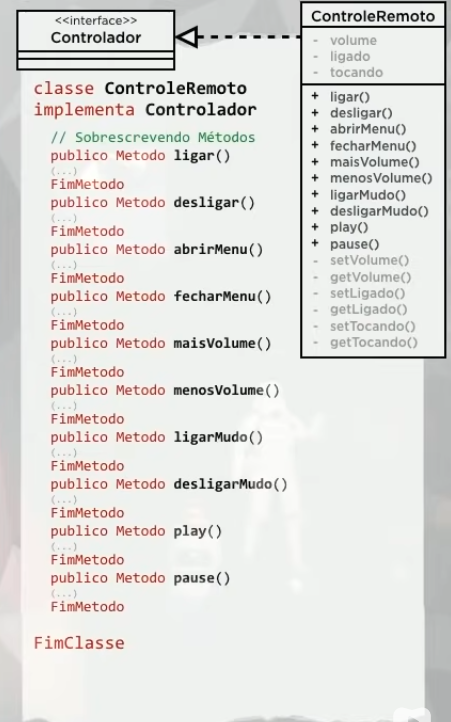 <<interface>>
Controlador
ControleRemoto
- volume
- ligado
- tocando
+ ligar()
+ desligar()
+ abrirMenu()
+ fecharMenu()
+ maisVolume()
+ menosVolume()
+ ligarMudo()
+ desligarMudo()
+ play()
+ pause()
- setVolume()
- getVolume()
- setLigado()
- getLigado()
- setTocando()
- getTocando()
classe ControleRemoto
implementa Controlador
// Sobrescrevendo Métodos
publico Metodo ligar()
(...)
FimMetodo
publico Metodo desligar()
(...)
FimMetodo
publico Metodo abrirMenu()
(...)
FimMetodo
publico Metodo fecharMenu()
(...)
FimMetodo
publico Metodo maisVolume()
(...)
FimMetodo
publico Metodo menosVolume()
(...)
FimMetodo
publico Metodo ligarMudo()
(...)
FimMetodo
publico Metodo desligarMudo()
(...)
FimMetodo
publico Metodo play()
(...)
FimMetodo
publico Metodo pause()
(...)
FimMetodo
FimClasse